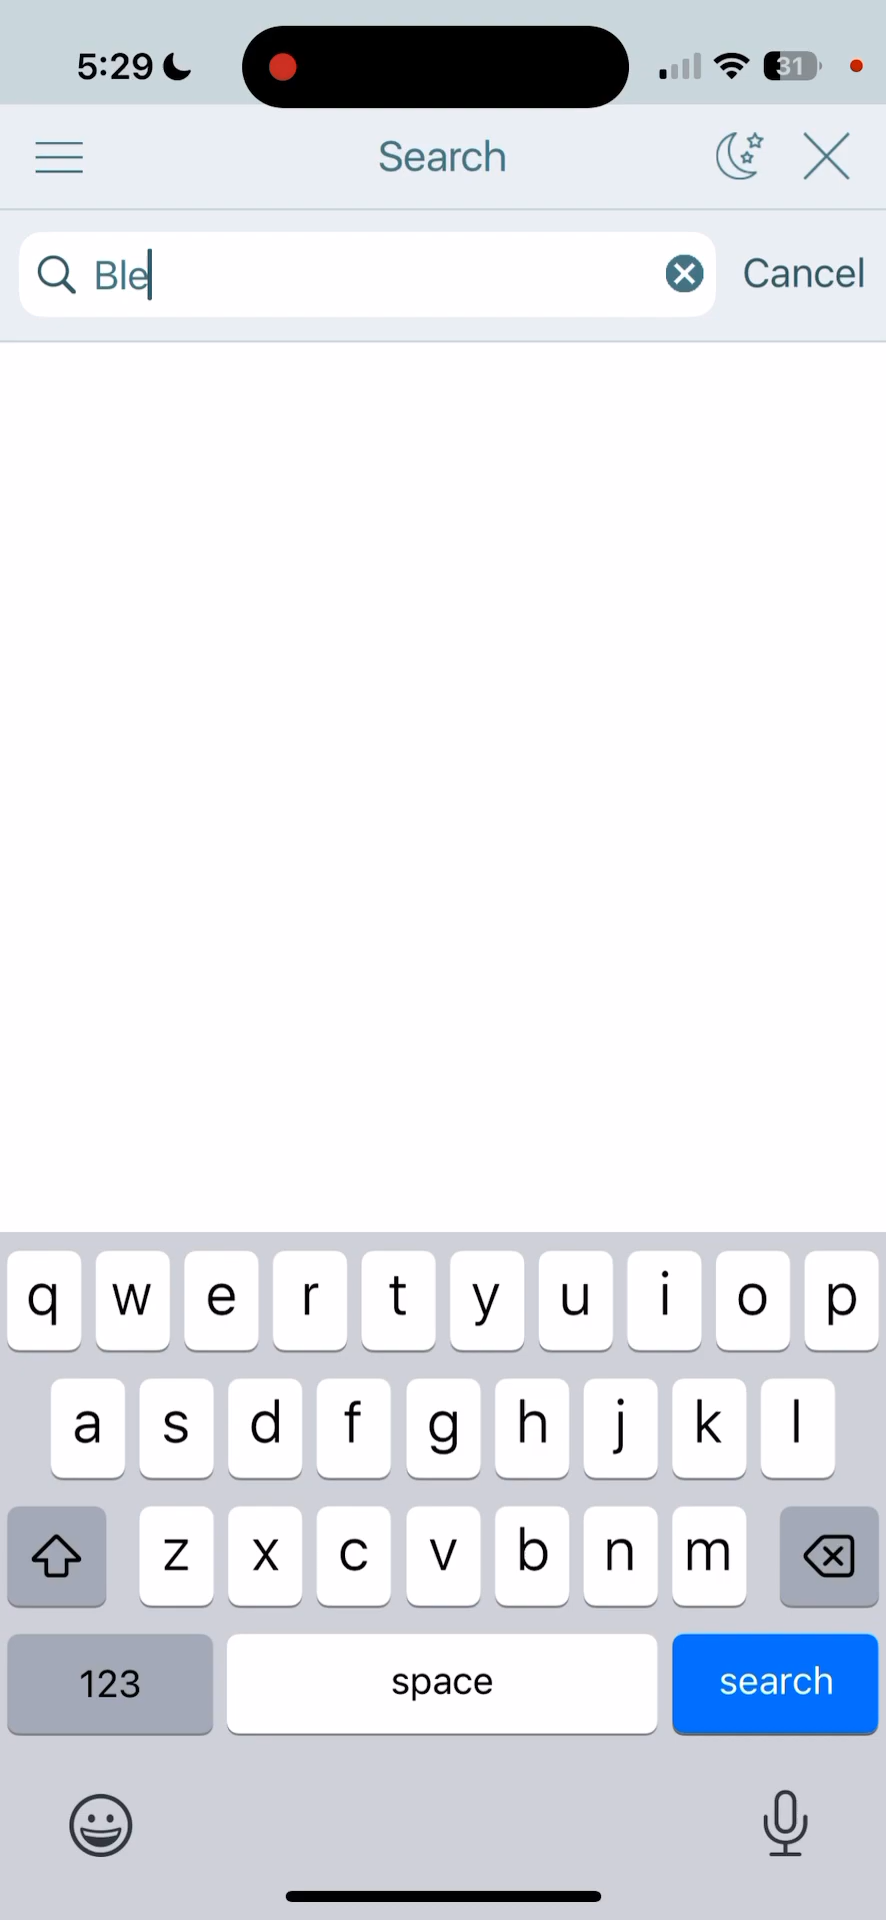 5:29
31
Search
Ble
Cancel
q w e r t y u i o p
a s d f g h j k l
z x c v b n m
123 space search